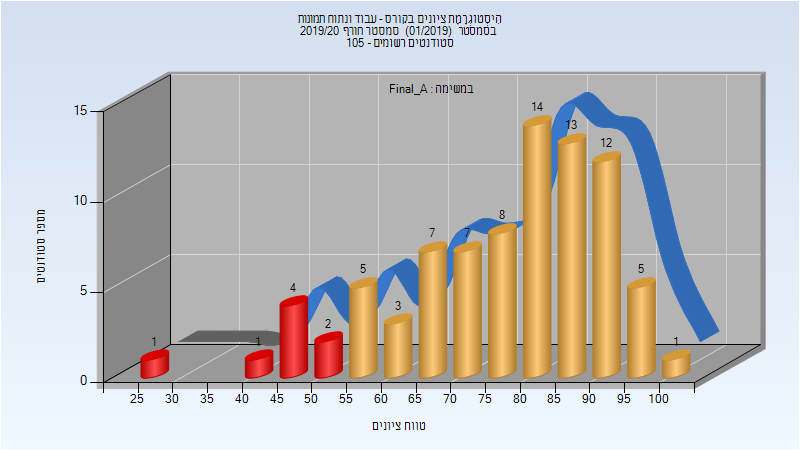 היסטוגרמת ציונים בקורס - עבוד ונתוח תמונות
בסמסטר (01/2019) סמסטר חורף 2019/20
סטודנטים רשומים - 105
במשימה : Final_A
מספר סטודנטים
15
10
5
0
1
1
4
2
5
3
7
7
8
14
13
12
5
1
25 30 35 40 45 50 55 60 65 70 75 80 85 90 95 100
טווח ציונים